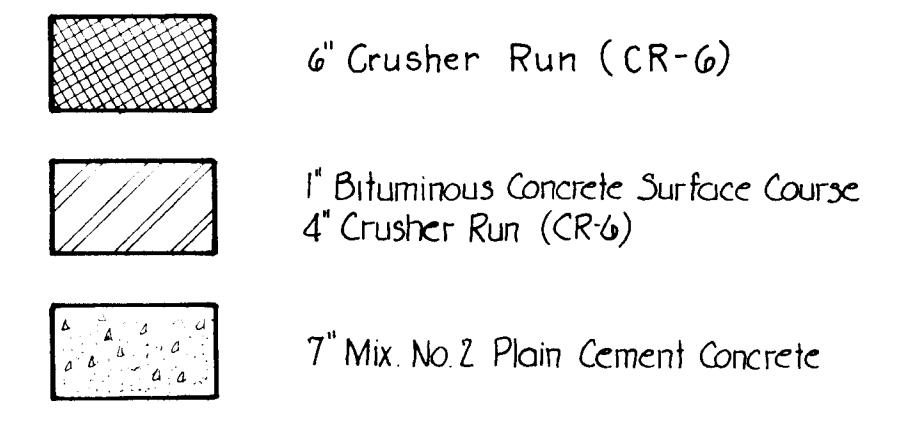 6" Crusher Run (CR-6)
1" Bituminous Concrete Surface Course
4" Crusher Run (CR-6)
7" Mix. No. 2 Plain Cement Concrete